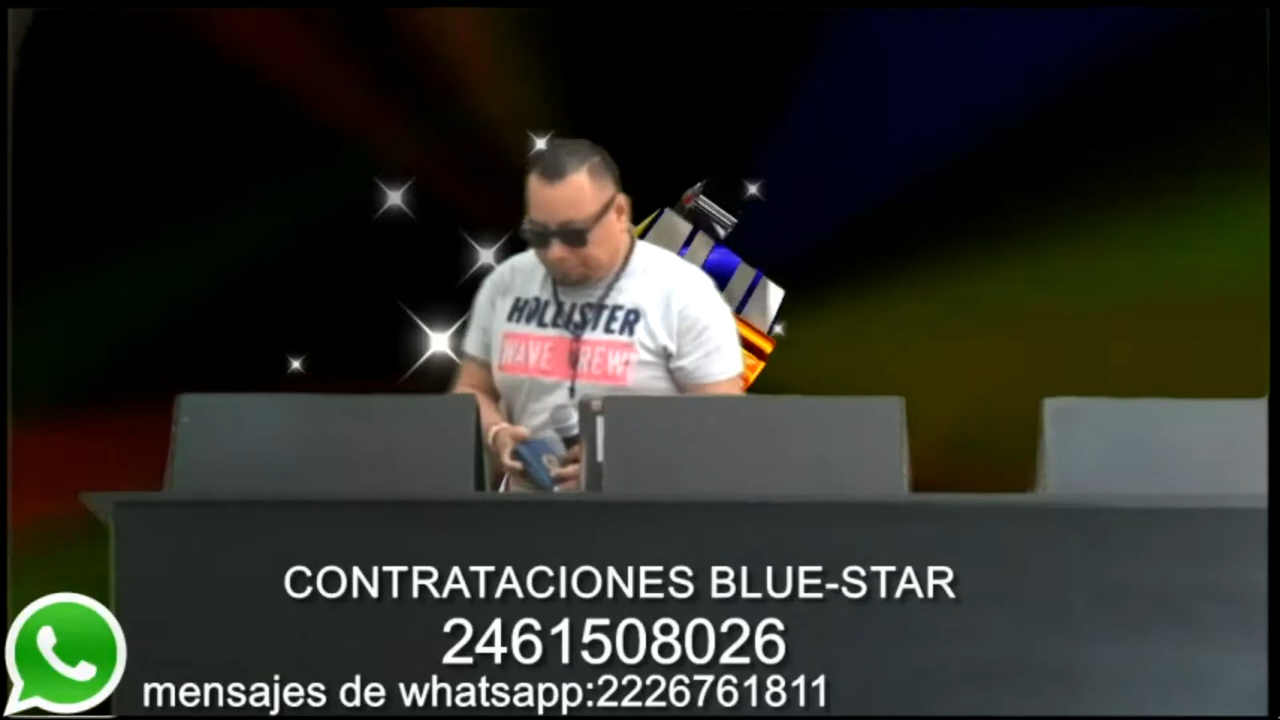 HOLLISTER
WAVE CREW
CONTRATACIONES BLUE-STAR
2461508026
mensajes de whatsapp:2226761811